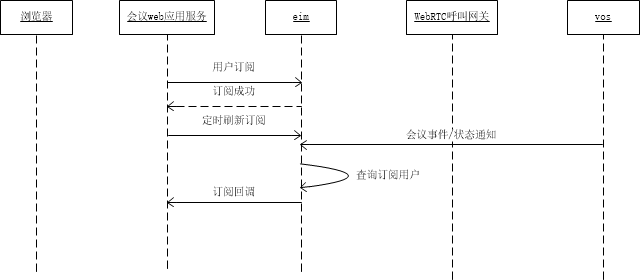 浏览器
会议web应用服务
eim
WebRTC呼叫网关
vos
用户订阅
订阅成功
定时刷新订阅
会议事件/状态通知
查询订阅用户
订阅回调